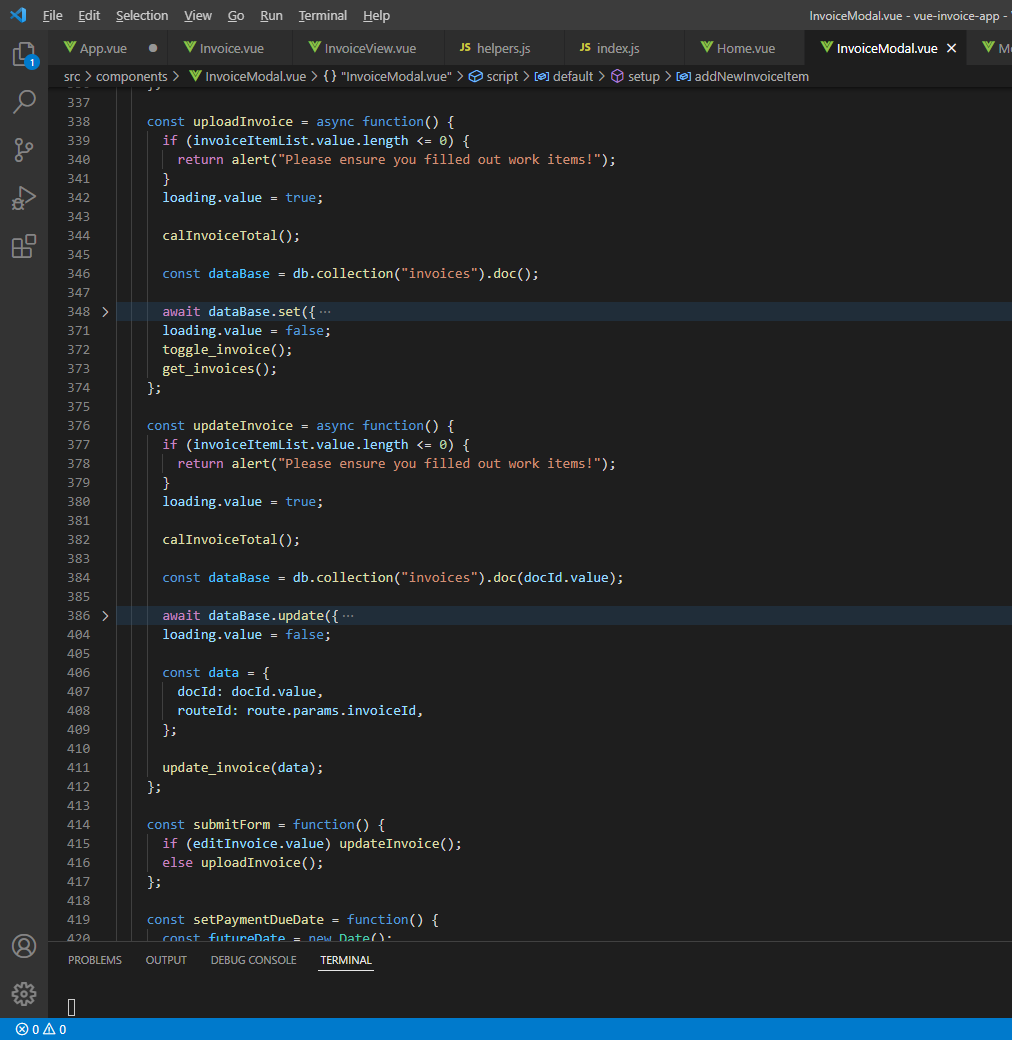 File Edit Selection View Go Run Terminal Help InvoiceModal.vue - vue-invoice-app -
App.vue Invoice.vue InvoiceView.vue JS helpers.js JS index.js Home.vue InvoiceModal.vue
1
src > components > InvoiceModal.vue > {} "InvoiceModal.vue" > script > default > setup > addNewInvoiceItem
337
338 const uploadInvoice = async function() {
339 if (invoiceItemList.value.length <= 0) {
340 return alert("Please ensure you filled out work items!");
341 }
342 loading.value = true;
343
344 calInvoiceTotal();
345
346 const dataBase = db.collection("invoices").doc();
347
348 > await dataBase.set({ ···
371 loading.value = false;
372 toggle_invoice();
373 get_invoices();
374 };
375
376 const updateInvoice = async function() {
377 if (invoiceItemList.value.length <= 0) {
378 return alert("Please ensure you filled out work items!");
379 }
380 loading.value = true;
381
382 calInvoiceTotal();
383
384 const dataBase = db.collection("invoices").doc(docId.value);
385
386 > await dataBase.update({ ···
404 loading.value = false;
405
406 const data = {
407 docId: docId.value,
408 routeId: route.params.invoiceId,
409 };
410
411 update_invoice(data);
412 };
413
414 const submitForm = function() {
415 if (editInvoice.value) updateInvoice();
416 else uploadInvoice();
417 };
418
419 const setPaymentDueDate = function() {
420 const futureDate = new Date();
PROBLEMS OUTPUT DEBUG CONSOLE TERMINAL
0 0